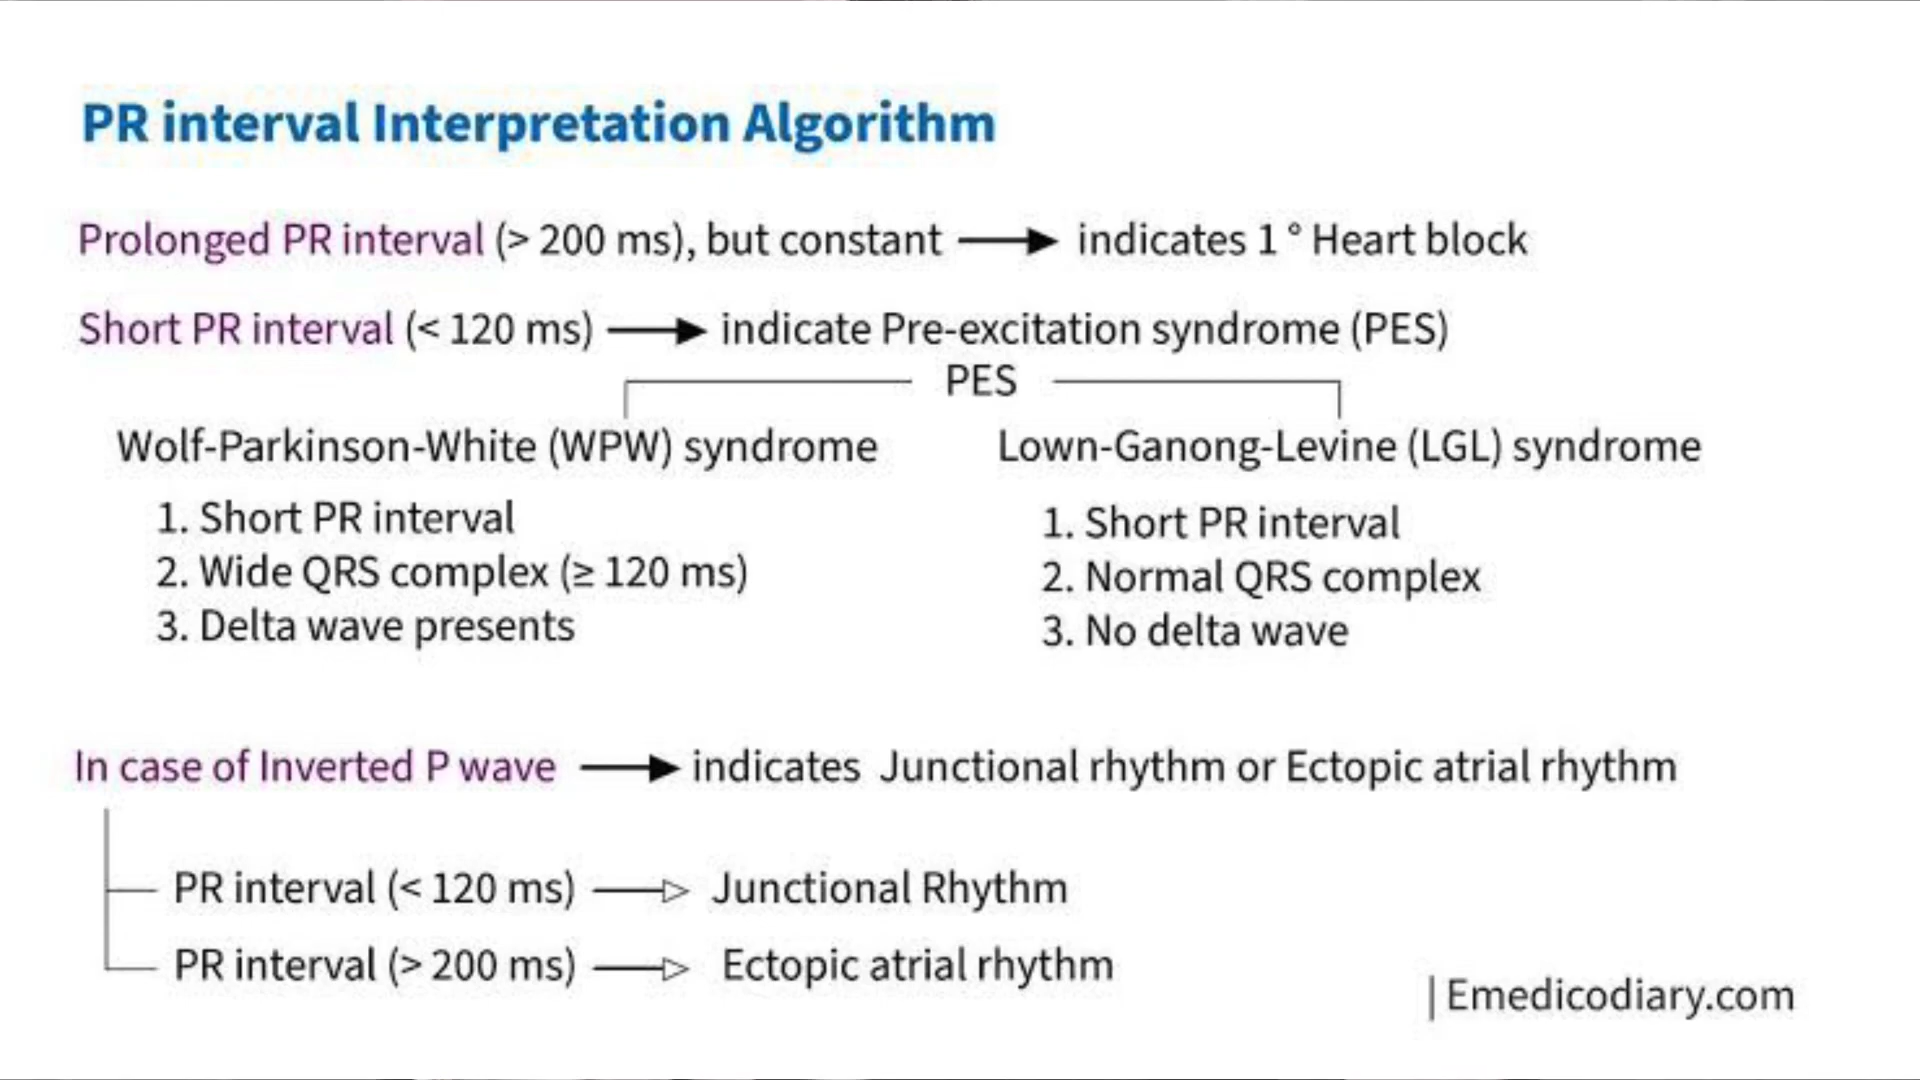 PR interval Interpretation Algorithm
Prolonged PR interval (> 200 ms), but constant → indicates 1 ° Heart block
Short PR interval (< 120 ms) → indicate Pre-excitation syndrome (PES)
PES
Wolf-Parkinson-White (WPW) syndrome
1. Short PR interval
2. Wide QRS complex (≥ 120 ms)
3. Delta wave presents
Lown-Ganong-Levine (LGL) syndrome
1. Short PR interval
2. Normal QRS complex
3. No delta wave
In case of Inverted P wave → indicates Junctional rhythm or Ectopic atrial rhythm
PR interval (< 120 ms) → Junctional Rhythm
PR interval (> 200 ms) → Ectopic atrial rhythm
| Emedicodiary.com